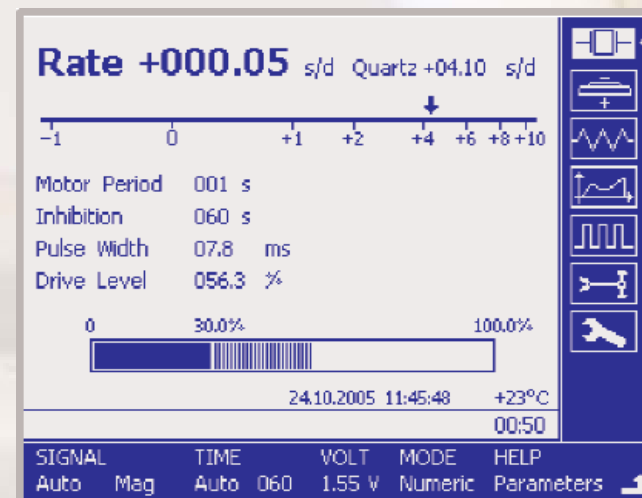 Rate +000.05 s/d Quartz +04.10 s/d
-1 0 +1 +2 +4 +6 +8 +10
Motor Period 001 s
Inhibition 060 s
Pulse Width 07.8 ms
Drive Level 056.3 %
0 30.0% 100.0%
24.10.2005 11:45:48 +23°C
00:50
SIGNAL TIME VOLT MODE HELP
Auto Mag Auto 060 1.55 V Numeric Parameters